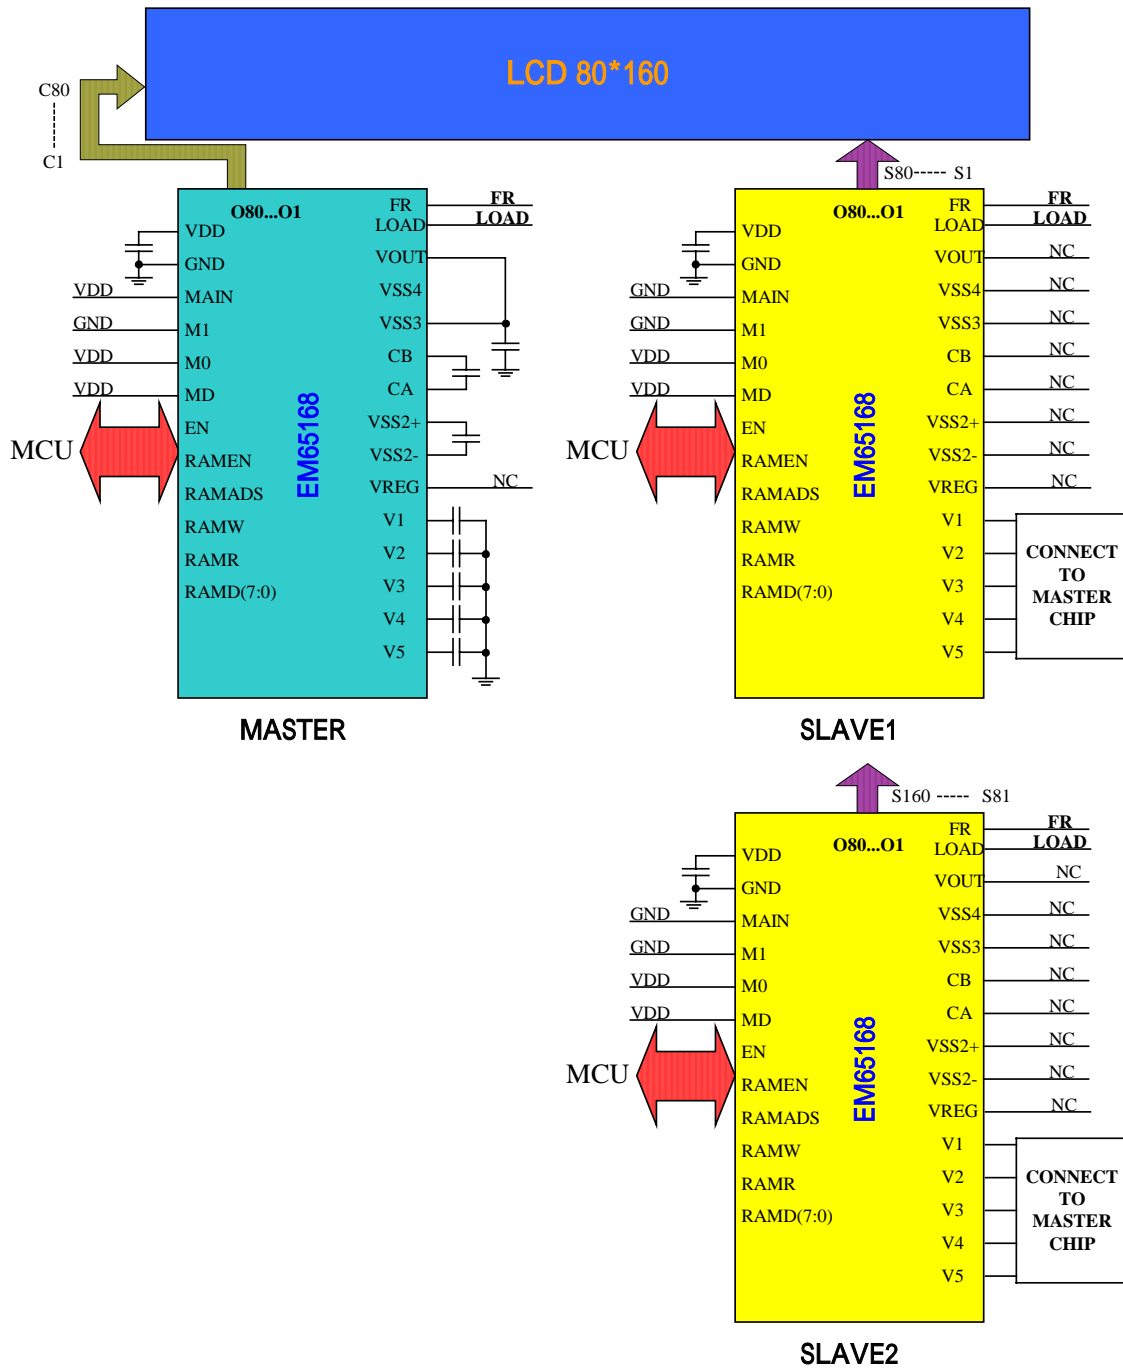 LCD 80*160
C80
C1
S80 ----- S1
O80...O1
FR
FR
LOAD
LOAD
VDD
VOUT
GND
VSS4
VDD
MAIN
VSS3
GND
M1
CB
VDD
M0
CA
VDD
MD
VSS2+
EN
MCU
VSS2-
RAMEN
VREG
NC
RAMADS
V1
RAMW
V2
RAMR
V3
RAMD(7:0)
V4
V5
EM65168
MASTER
O80...O1
FR
FR
LOAD
LOAD
VDD
VOUT
NC
GND
VSS4
NC
GND
MAIN
VSS3
NC
GND
M1
CB
NC
VDD
M0
CA
NC
VDD
MD
VSS2+
NC
EN
MCU
VSS2-
NC
RAMEN
VREG
NC
RAMADS
V1
RAMW
V2
RAMR
V3
RAMD(7:0)
V4
V5
CONNECT
TO
MASTER
CHIP
EM65168
SLAVE1
S160 ----- S81
O80...O1
FR
FR
LOAD
LOAD
VDD
VOUT
NC
GND
VSS4
NC
GND
MAIN
VSS3
NC
GND
M1
CB
NC
VDD
M0
CA
NC
VDD
MD
VSS2+
NC
EN
MCU
VSS2-
NC
RAMEN
VREG
NC
RAMADS
V1
RAMW
V2
RAMR
V3
RAMD(7:0)
V4
V5
CONNECT
TO
MASTER
CHIP
EM65168
SLAVE2